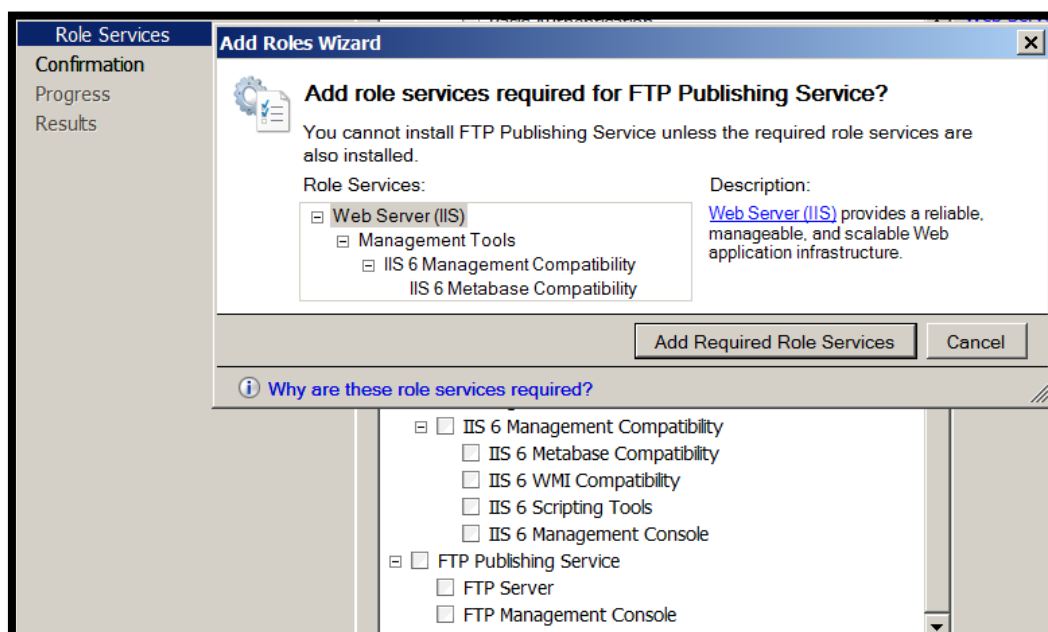 Basic Authentication
Role Services
Confirmation
Progress
Results
Add Roles Wizard
Add role services required for FTP Publishing Service?
You cannot install FTP Publishing Service unless the required role services are
also installed.
Role Services:
Web Server (IIS)
Management Tools
IIS 6 Management Compatibility
IIS 6 Metabase Compatibility
Description:
Web Server (IIS) provides a reliable,
manageable, and scalable Web
application infrastructure.
Add Required Role Services
Cancel
Why are these role services required?
IIS 6 Management Compatibility
IIS 6 Metabase Compatibility
IIS 6 WMI Compatibility
IIS 6 Scripting Tools
IIS 6 Management Console
FTP Publishing Service
FTP Server
FTP Management Console